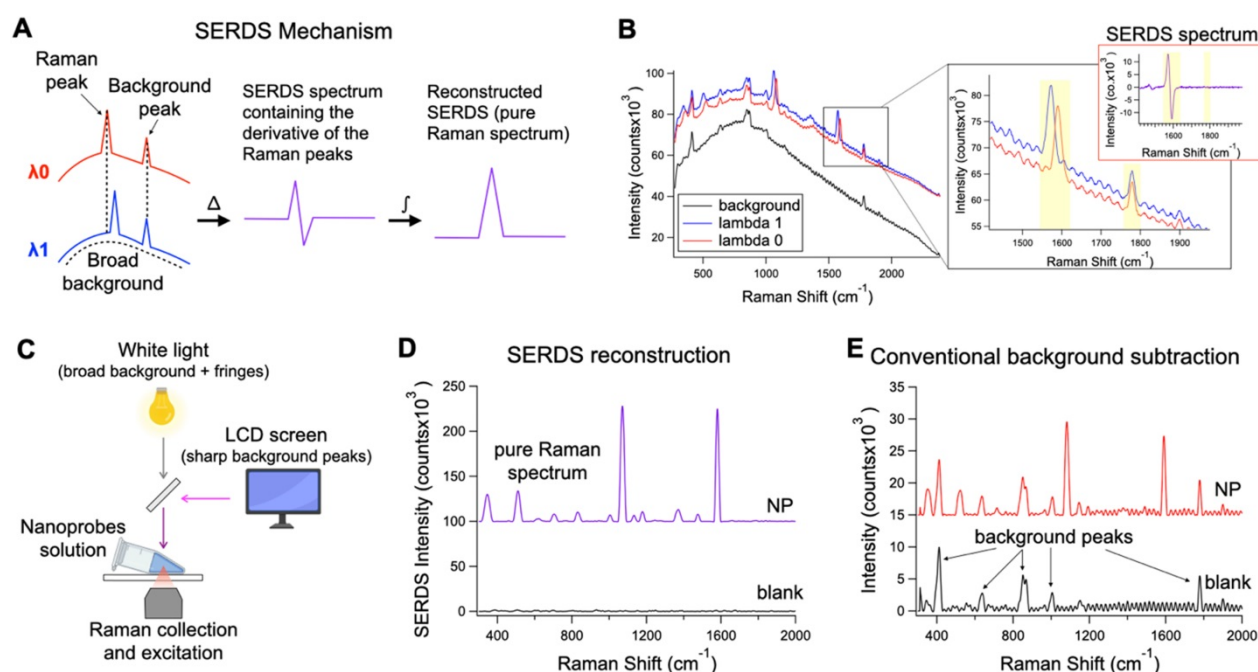 A
SERDS Mechanism
Raman
peak
Background
peak
λ0
λ1
Broad
background
Δ
SERDS spectrum
containing the
derivative of the
Raman peaks
∫
Reconstructed
SERDS (pure
Raman spectrum)
B
Intensity (countsx10³)
100
80
60
40
20
background
lambda 1
lambda 0
500
1000
1500
2000
Raman Shift (cm⁻¹)
Intensity (countsx10³)
80
75
70
65
60
55
1500
1600
1700
1800
1900
Raman Shift (cm⁻¹)
SERDS spectrum
Intensity (co.x10³)
10
5
0
-5
-10
1600
1800
Raman Shift (cm⁻¹)
C
White light
(broad background + fringes)
LCD screen
(sharp background peaks)
Nanoprobes
solution
Raman collection
and excitation
D
SERDS reconstruction
SERDS Intensity (countsx10³)
250
200
150
100
50
0
pure Raman
spectrum
NP
blank
400
800
1200
1600
2000
Raman Shift (cm⁻¹)
E
Conventional background subtraction
Intensity (countsx10³)
35
30
25
20
15
10
5
0
NP
background peaks
blank
400
800
1200
1600
2000
Raman Shift (cm⁻¹)